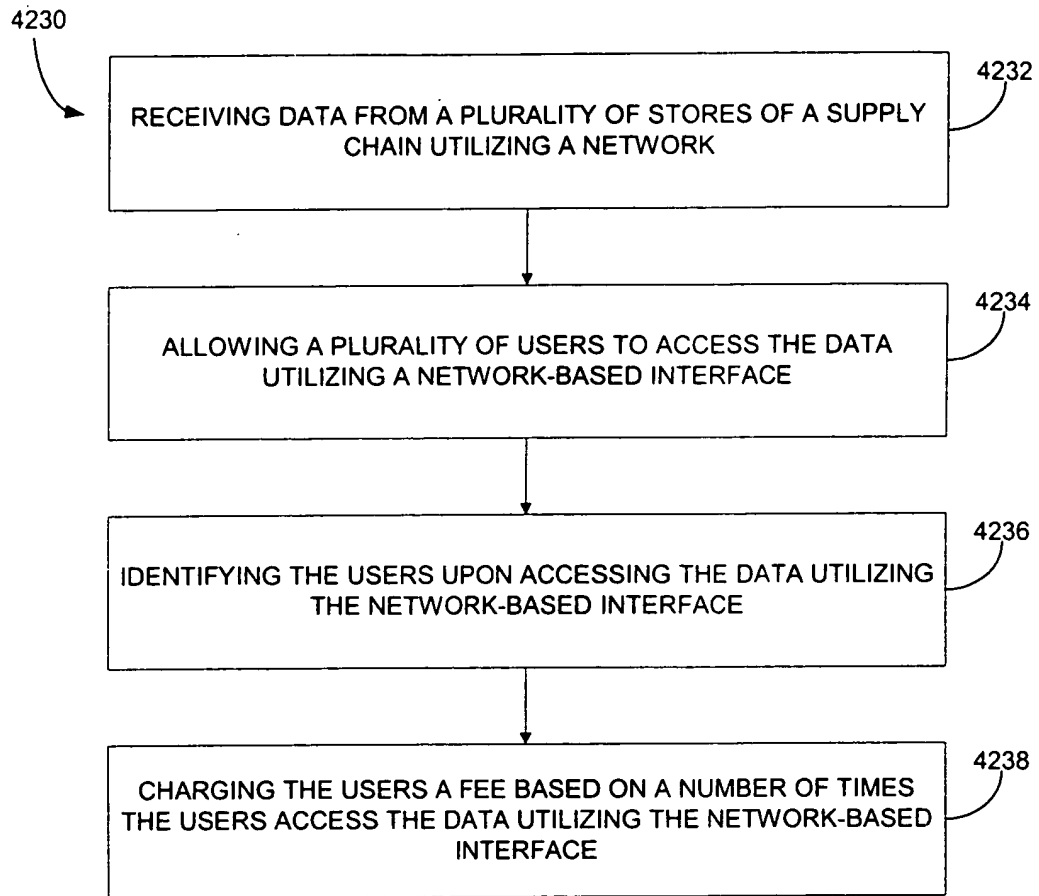 4230
4232
RECEIVING DATA FROM A PLURALITY OF STORES OF A SUPPLY
CHAIN UTILIZING A NETWORK
4234
ALLOWING A PLURALITY OF USERS TO ACCESS THE DATA
UTILIZING A NETWORK-BASED INTERFACE
4236
IDENTIFYING THE USERS UPON ACCESSING THE DATA UTILIZING
THE NETWORK-BASED INTERFACE
4238
CHARGING THE USERS A FEE BASED ON A NUMBER OF TIMES
THE USERS ACCESS THE DATA UTILIZING THE NETWORK-BASED
INTERFACE